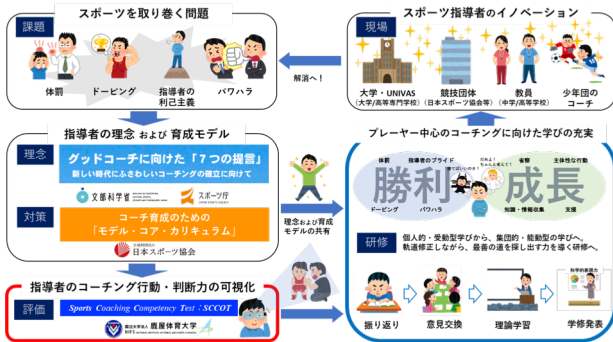 スポーツを取り巻く問題
課題
体罰
ドーピング
指導者の
利己主義
パワハラ
解消へ！
スポーツ指導者のイノベーション
現場
大学・UNIVAS
(大学/高等専門学校)
競技団体
(日本スポーツ協会等)
教員
(中学/高等学校)
少年団の
コーチ
指導者の理念 および 育成モデル
理念
グッドコーチに向けた「７つの提言」
新しい時代にふさわしいコーチングの確立に向けて
文部科学省
スポーツ庁
対策
コーチ育成のための
「モデル・コア・カリキュラム」
日本スポーツ協会
理念および育成
モデルの共有
指導者のコーチング行動・判断力の可視化
評価
Sports Coaching Competency Test：SCCOT
国立大学法人 鹿屋体育大学
プレーヤー中心のコーチングに向けた学びの充実
体罰
指導者のプライド
省察
主体性な行動
勝利
成長
ドーピング
パワハラ
知識・情報収集
支援
研修
個人的・受動型学びから、集団的・能動型の学びへ。
軌道修正しながら、最善の道を探し出す力を導く研修へ。
振り返り
意見交換
理論学習
学修発表